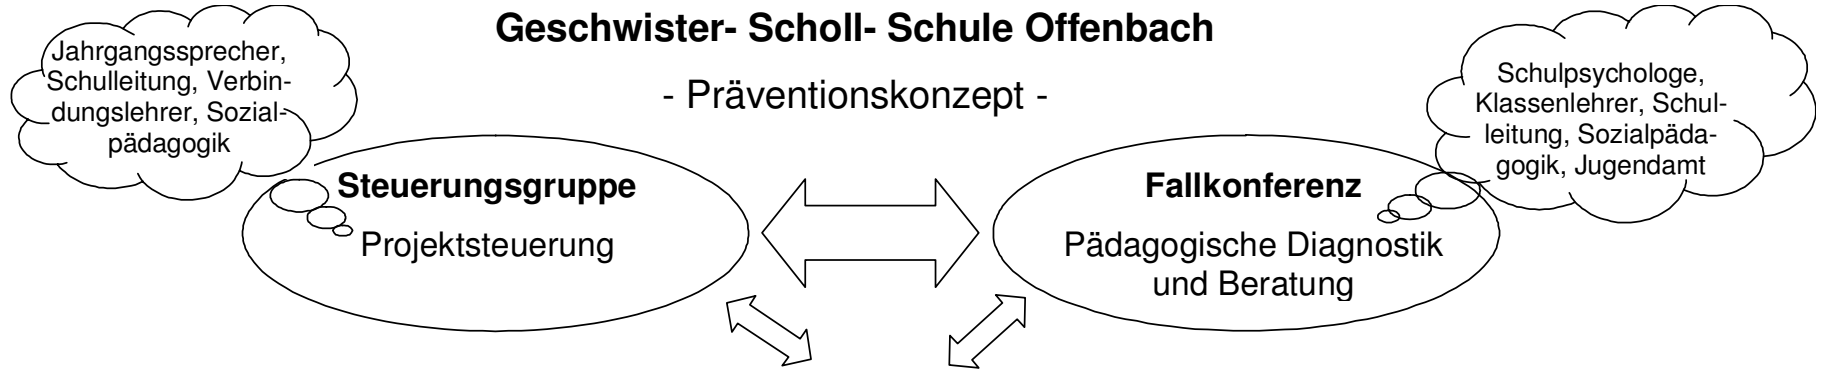 Geschwister- Scholl- Schule Offenbach
- Präventionskonzept -
Jahrgangssprecher,
Schulleitung, Verbin-
dungslehrer, Sozial-
pädagogik
Schulpsychologe,
Klassenlehrer, Schul-
leitung, Sozialpäda-
gogik, Jugendamt
Steuerungsgruppe
Projektsteuerung
Fallkonferenz
Pädagogische Diagnostik
und Beratung